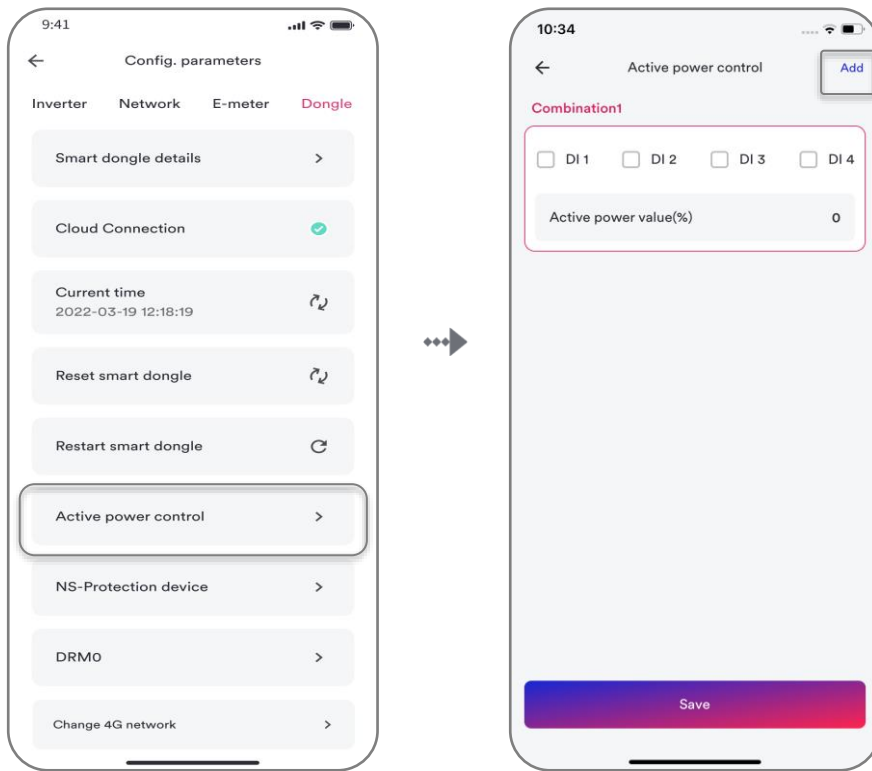 9:41
Config. parameters
Inverter Network E-meter Dongle
Smart dongle details
Cloud Connection
Current time
2022-03-19 12:18:19
Reset smart dongle
Restart smart dongle
Active power control
NS-Protection device
DRM0
Change 4G network
10:34
Active power control Add
Combination1
DI 1 DI 2 DI 3 DI 4
Active power value(%) 0
Save